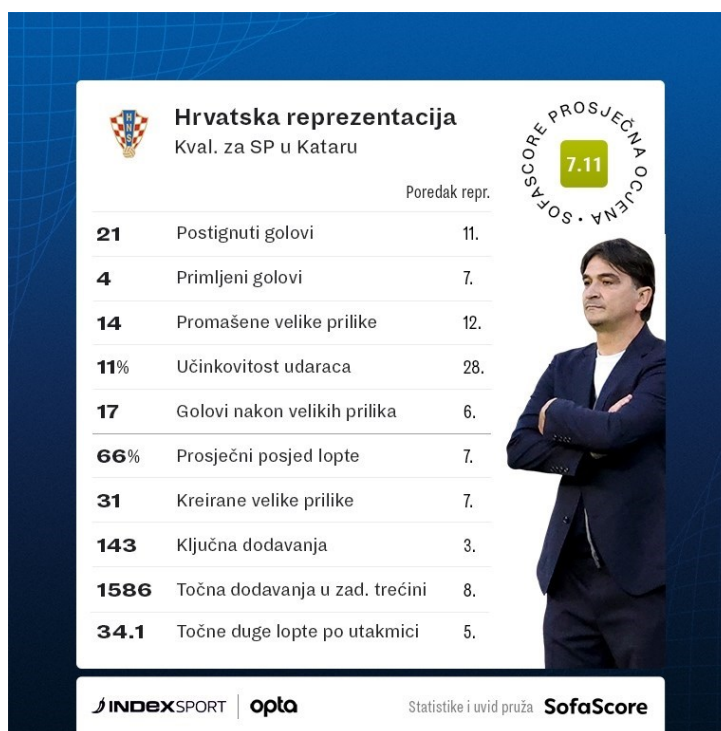 HNS
Hrvatska reprezentacija
Kval. za SP u Kataru
SOFASCORE PROSJEČNA OCJENA •
7.11
Poredak repr.
21 Postignuti golovi 11.
4 Primljeni golovi 7.
14 Promašene velike prilike 12.
11% Učinkovitost udaraca 28.
17 Golovi nakon velikih prilika 6.
66% Prosječni posjed lopte 7.
31 Kreirane velike prilike 7.
143 Ključna dodavanja 3.
1586 Točna dodavanja u zad. trećini 8.
34.1 Točne duge lopte po utakmici 5.
INDEXSPORT | opta Statistike i uvid pruža SofaScore